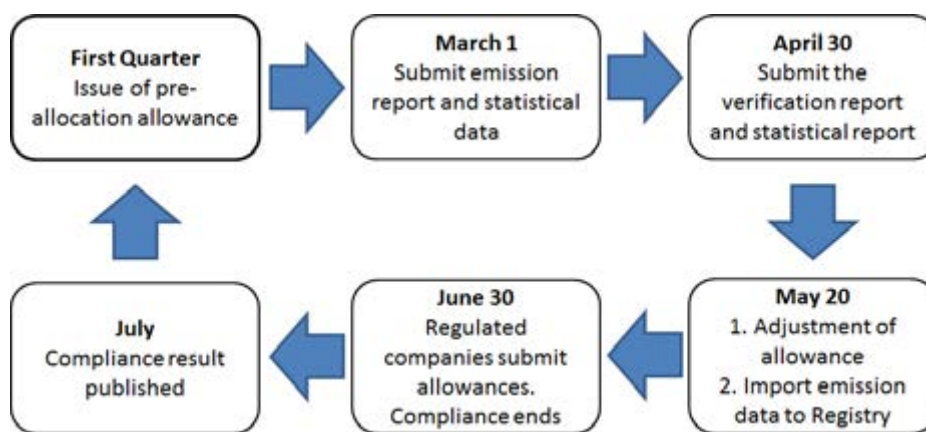 First Quarter
Issue of pre-
allocation allowance
March 1
Submit emission
report and statistical
data
April 30
Submit the
verification report
and statistical report
May 20
1. Adjustment of
allowance
2. Import emission
data to Registry
June 30
Regulated
companies submit
allowances.
Compliance ends
July
Compliance result
published